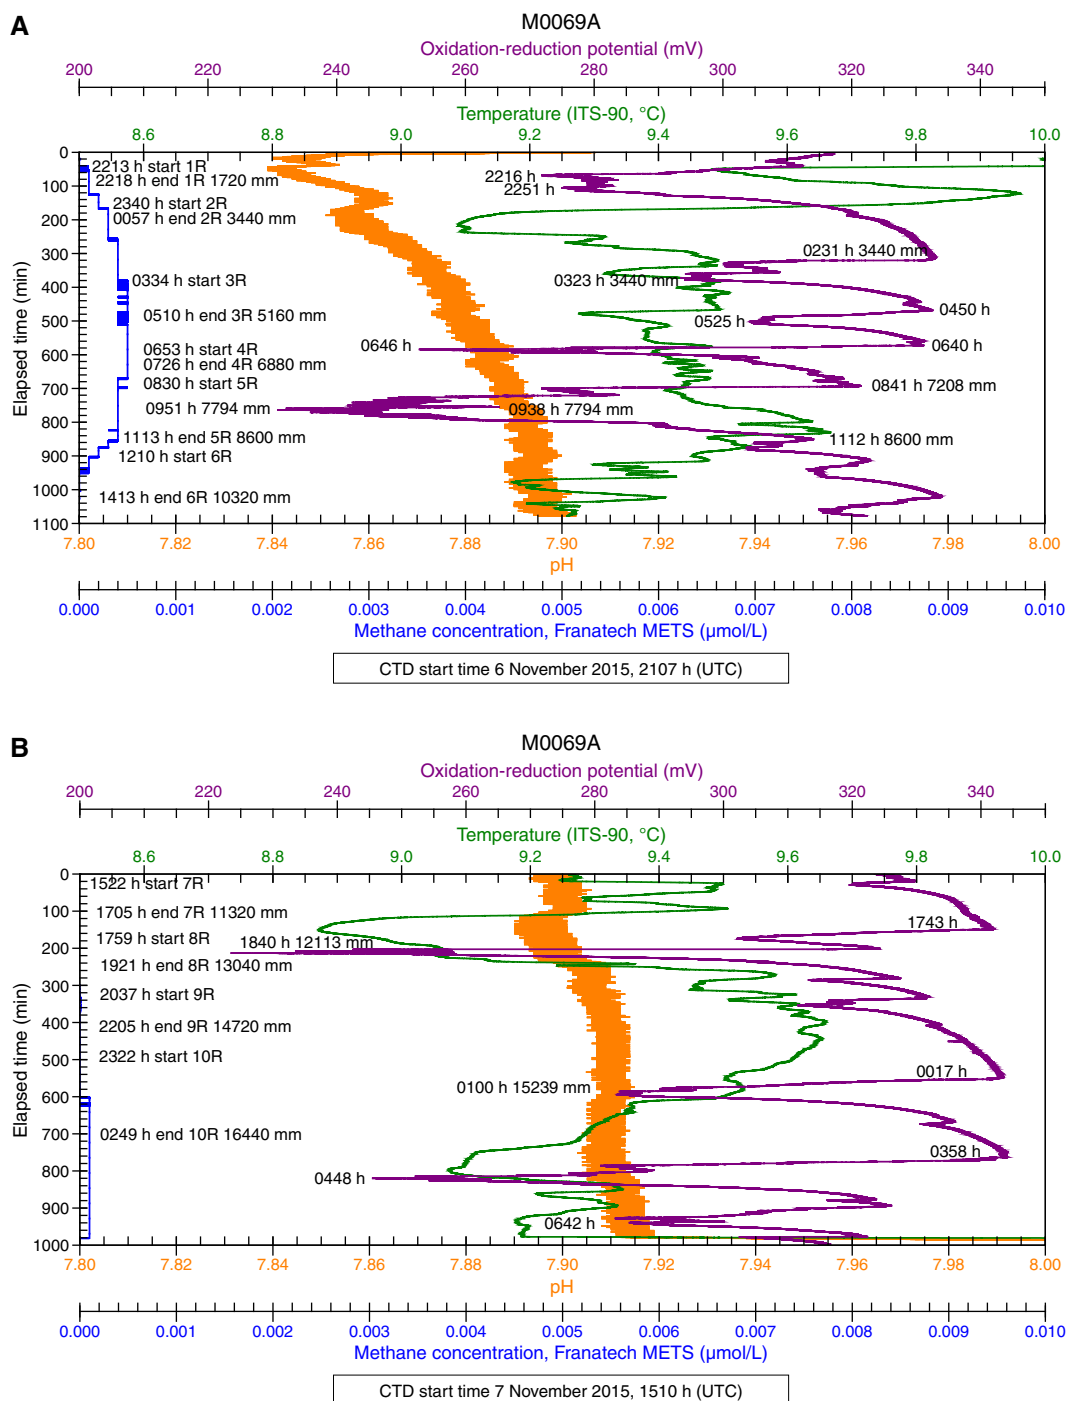 A
M0069A
Oxidation-reduction potential (mV)
200 220 240 260 280 300 320 340
Temperature (ITS-90, °C)
8.6 8.8 9.0 9.2 9.4 9.6 9.8 10.0
Elapsed time (min)
0
100
200
300
400
500
600
700
800
900
1000
1100
2213 h start 1R
2218 h end 1R 1720 mm
2340 h start 2R
0057 h end 2R 3440 mm
0334 h start 3R
0510 h end 3R 5160 mm
0653 h start 4R
0726 h end 4R 6880 mm
0830 h start 5R
0951 h 7794 mm
1113 h end 5R 8600 mm
1210 h start 6R
1413 h end 6R 10320 mm
2216 h
2251 h
0231 h 3440 mm
0323 h 3440 mm
0450 h
0525 h
0646 h
0640 h
0841 h 7208 mm
0938 h 7794 mm
1112 h 8600 mm
7.80 7.82 7.84 7.86 7.88 7.90 7.92 7.94 7.96 7.98 8.00
pH
0.000 0.001 0.002 0.003 0.004 0.005 0.006 0.007 0.008 0.009 0.010
Methane concentration, Franatech METS (µmol/L)
CTD start time 6 November 2015, 2107 h (UTC)
B
M0069A
Oxidation-reduction potential (mV)
200 220 240 260 280 300 320 340
Temperature (ITS-90, °C)
8.6 8.8 9.0 9.2 9.4 9.6 9.8 10.0
Elapsed time (min)
0
100
200
300
400
500
600
700
800
900
1000
1522 h start 7R
1705 h end 7R 11320 mm
1759 h start 8R
1840 h 12113 mm
1921 h end 8R 13040 mm
2037 h start 9R
2205 h end 9R 14720 mm
2322 h start 10R
0249 h end 10R 16440 mm
1743 h
0017 h
0100 h 15239 mm
0358 h
0448 h
0642 h
7.80 7.82 7.84 7.86 7.88 7.90 7.92 7.94 7.96 7.98 8.00
pH
0.000 0.001 0.002 0.003 0.004 0.005 0.006 0.007 0.008 0.009 0.010
Methane concentration, Franatech METS (µmol/L)
CTD start time 7 November 2015, 1510 h (UTC)